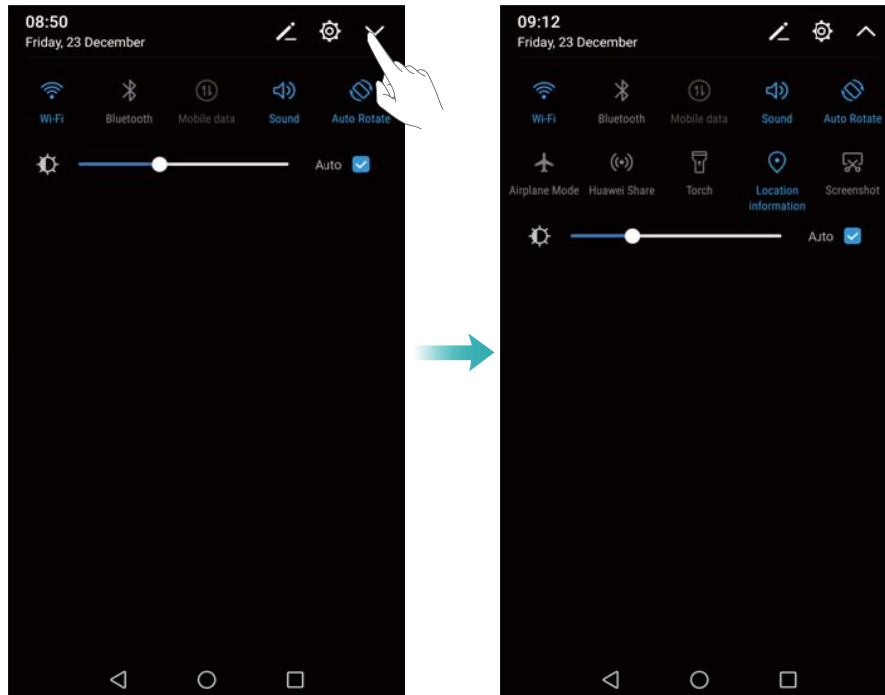 08:50
Friday, 23 December
Wi-Fi
Bluetooth
Mobile data
Sound
Auto Rotate
Auto
09:12
Friday, 23 December
Wi-Fi
Bluetooth
Mobile data
Sound
Auto Rotate
Airplane Mode
Huawei Share
Torch
Location
information
Screenshot
Auto